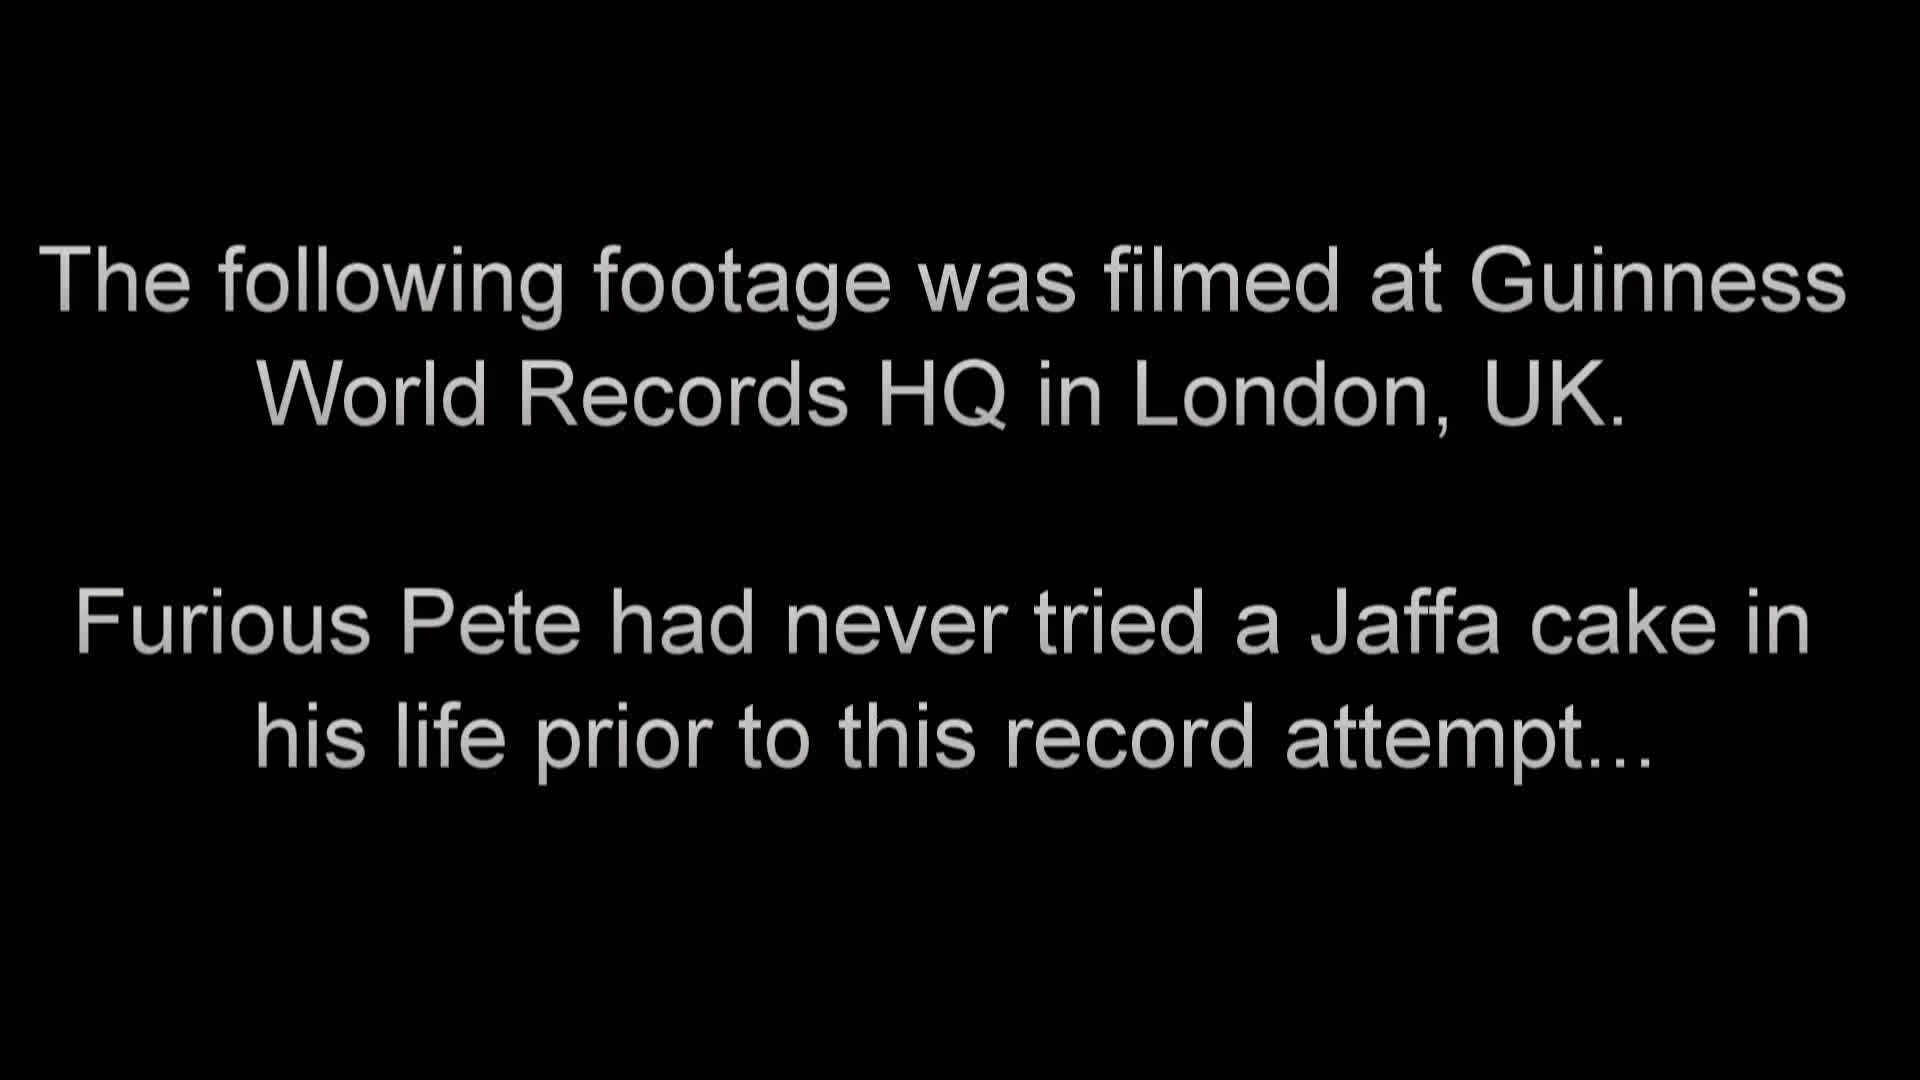 The following footage was filmed at Guinness
World Records HQ in London, UK.
Furious Pete had never tried a Jaffa cake in
his life prior to this record attempt...